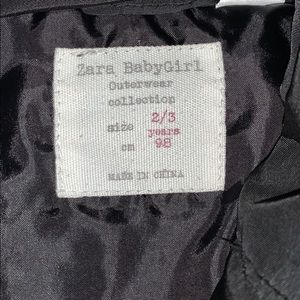 Zara BabyGirl
Outerwear
collection
size 2/3
years
cm 98
MADE IN CHINA